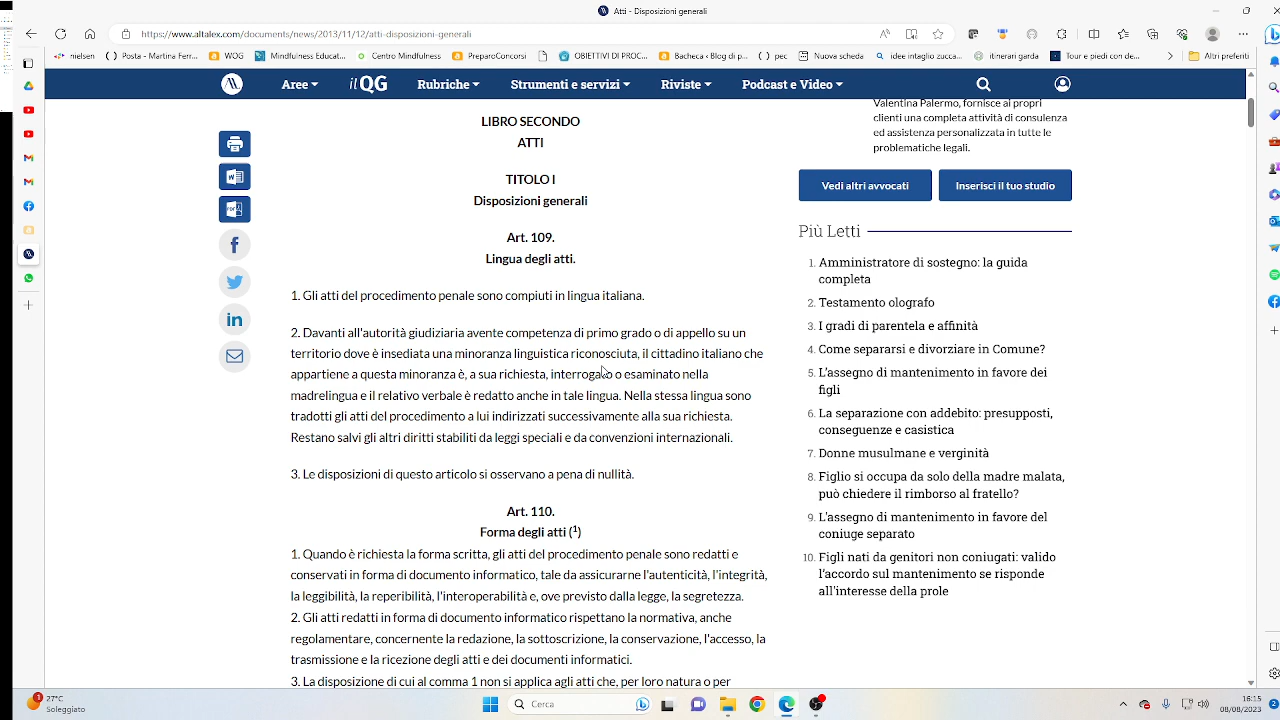 Atti - Disposizioni generali
https://www.altalex.com/documents/news/2013/11/12/atti-disposizioni-generali
nielsen
Posta - Martina Ferr...
WOG
Mindfulness Educa...
Centro Mindfulness...
PreparoConcorsi
OBIETTIVO DI PROC...
Bacheca o WOOCLA...
pec
Nuova scheda
idee intaglio zucca...
itinerari giordania
Tour e piedi con de...
Altri preferiti
Aree
ilQG
Rubriche
Strumenti e servizi
Riviste
Podcast e Video
Valentina Palermo, fornisce ai propri
clienti una completa attività di consulenza
ed assistenza personalizzata in tutte le
problematiche legali.
Vedi altri avvocati
Inserisci il tuo studio
LIBRO SECONDO
ATTI
TITOLO I
Disposizioni generali
Art. 109.
Lingua degli atti.
1. Gli atti del procedimento penale sono compiuti in lingua italiana.
2. Davanti all'autorità giudiziaria avente competenza di primo grado o di appello su un
territorio dove è insediata una minoranza linguistica riconosciuta, il cittadino italiano che
appartiene a questa minoranza è, a sua richiesta, interrogato o esaminato nella
madrelingua e il relativo verbale è redatto anche in tale lingua. Nella stessa lingua sono
tradotti gli atti del procedimento a lui indirizzati successivamente alla sua richiesta.
Restano salvi gli altri diritti stabiliti da leggi speciali e da convenzioni internazionali.
3. Le disposizioni di questo articolo si osservano a pena di nullità.
Art. 110.
Forma degli atti (1)
1. Quando è richiesta la forma scritta, gli atti del procedimento penale sono redatti e
conservati in forma di documento informatico, tale da assicurarne l'autenticità, l'integrità,
la leggibilità, la reperibilità, l'interoperabilità e, ove previsto dalla legge, la segretezza.
2. Gli atti redatti in forma di documento informatico rispettano la normativa, anche
regolamentare, concernente la redazione, la sottoscrizione, la conservazione, l'accesso, la
trasmissione e la ricezione degli atti e dei documenti informatici.
3. La disposizione di cui al comma 1 non si applica agli atti che, per loro natura o per
Più Letti
1. Amministratore di sostegno: la guida
completa
2. Testamento olografo
3. I gradi di parentela e affinità
4. Come separarsi e divorziare in Comune?
5. L'assegno di mantenimento in favore dei
figli
6. La separazione con addebito: presupposti,
conseguenze e casistica
7. Donne musulmane e verginità
8. Figlio si occupa da solo della madre malata,
può chiedere il rimborso al fratello?
9. L'assegno di mantenimento in favore del
coniuge separato
10. Figli nati da genitori non coniugati: valido
l'accordo sul mantenimento se risponde
all'interesse della prole
27°C
Soleggiato
Cerca
18:15
08/08/2023